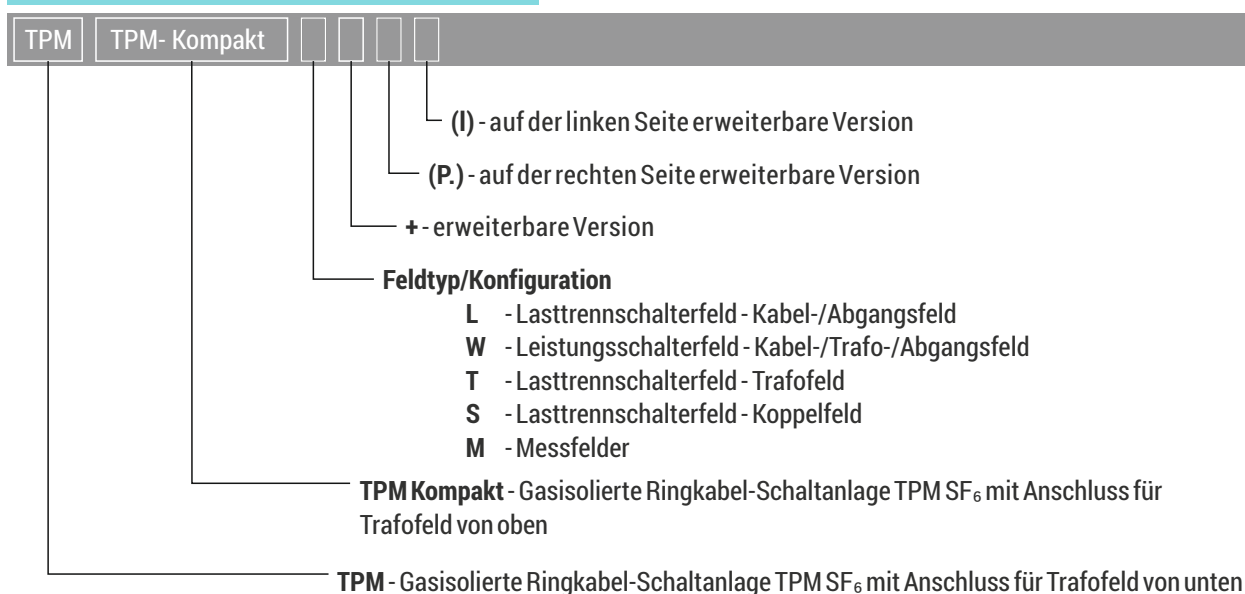 TPM TPM- Kompakt
(l) - auf der linken Seite erweiterbare Version
(P.) - auf der rechten Seite erweiterbare Version
+ - erweiterbare Version
Feldtyp/Konfiguration
L - Lasttrennschalterfeld - Kabel-/Abgangsfeld
W - Leistungsschalterfeld - Kabel-/Trafo-/Abgangsfeld
T - Lasttrennschalterfeld - Trafofeld
S - Lasttrennschalterfeld - Koppelfeld
M - Messfelder
TPM Kompakt - Gasisolierte Ringkabel-Schaltanlage TPM SF₆ mit Anschluss für
Trafofeld von oben
TPM - Gasisolierte Ringkabel-Schaltanlage TPM SF₆ mit Anschluss für Trafofeld von unten